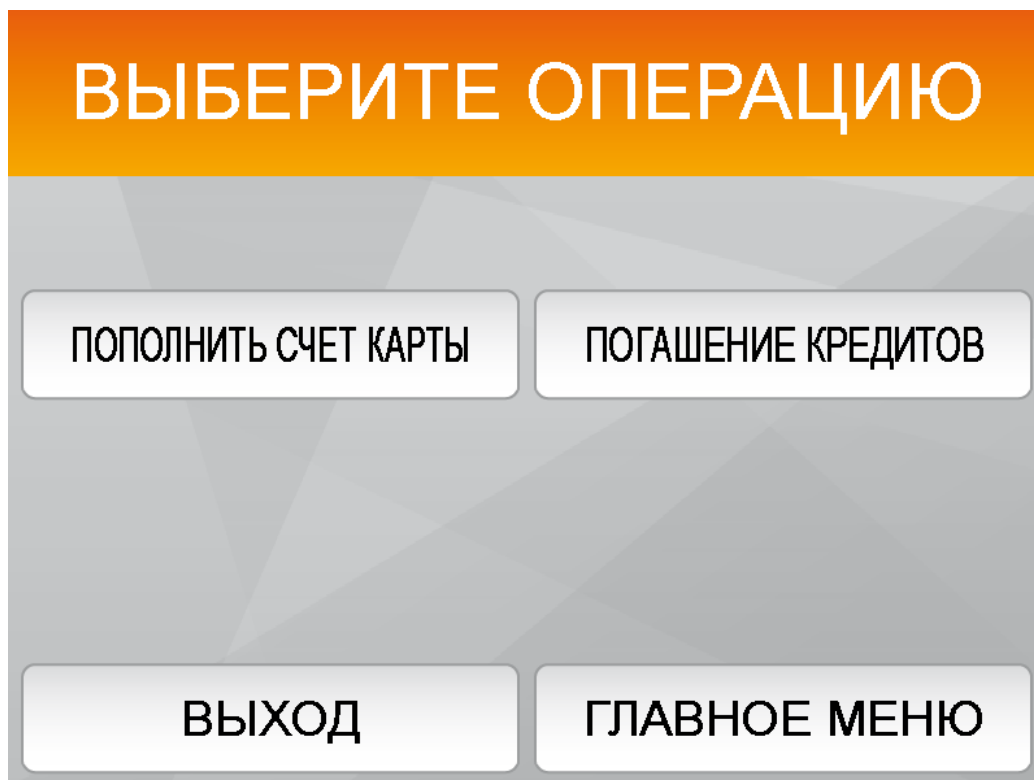 ВЫБЕРИТЕ ОПЕРАЦИЮ
ПОПОЛНИТЬ СЧЕТ КАРТЫ
ПОГАШЕНИЕ КРЕДИТОВ
ВЫХОД
ГЛАВНОЕ МЕНЮ